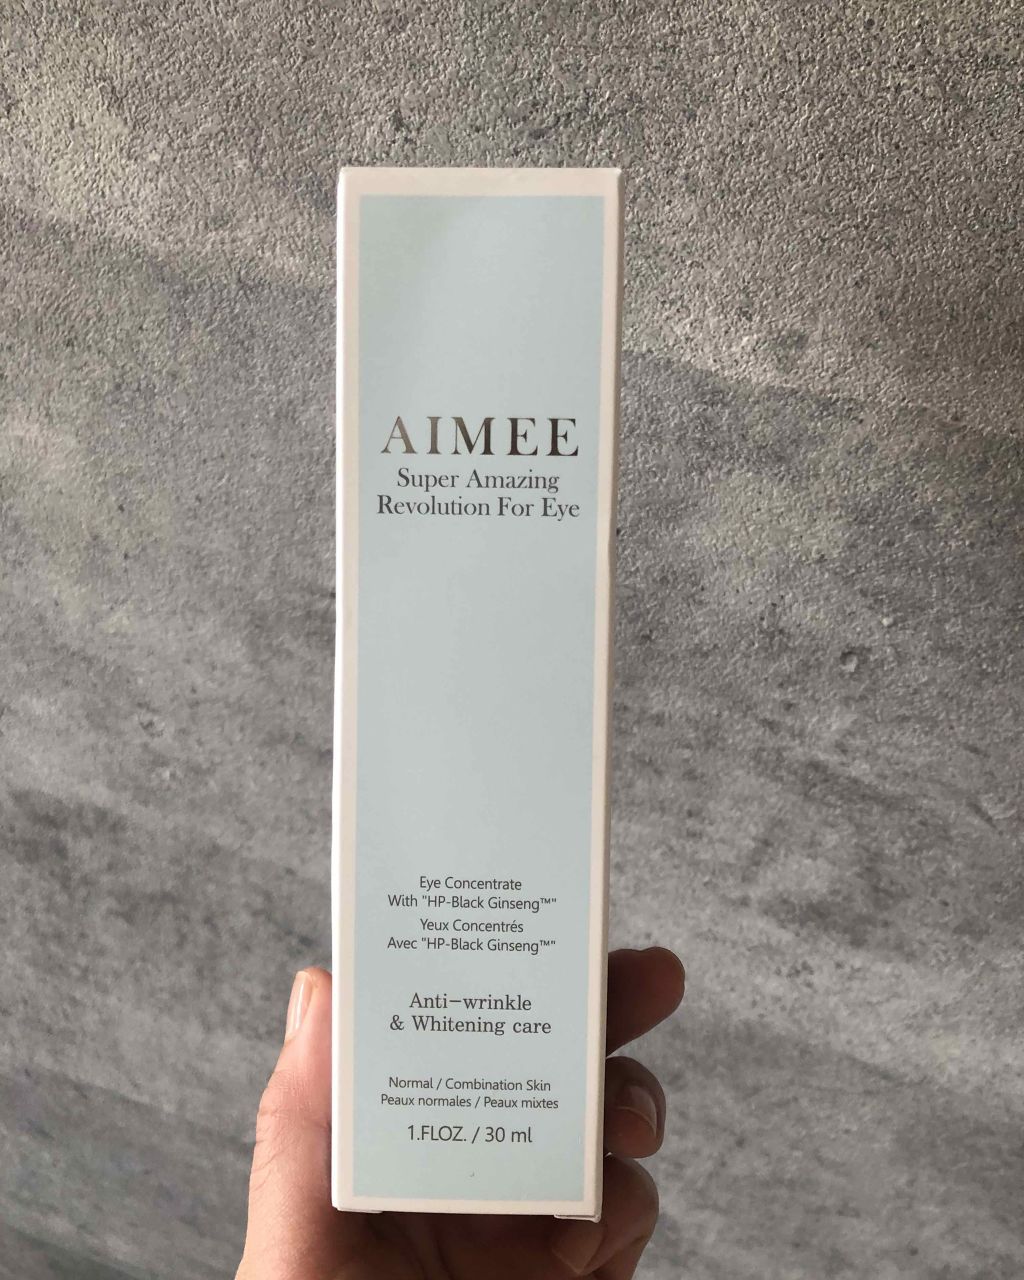 AIMEE
Super Amazing
Revolution For Eye
Eye Concentrate
With "HP-Black Ginseng™"
Yeux Concentrés
Avec "HP-Black Ginseng™"
Anti-wrinkle
& Whitening care
Normal / Combination Skin
Peaux normales / Peaux mixtes
1.FLOZ. / 30 ml